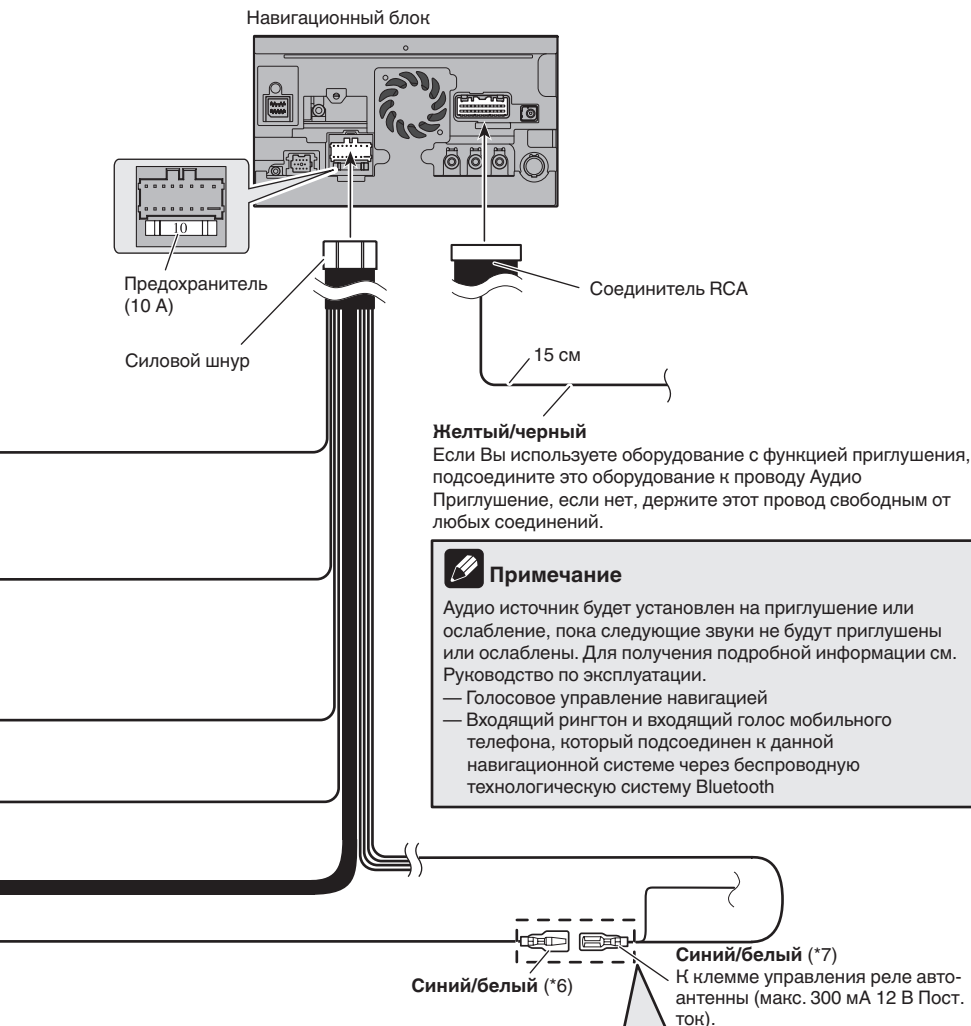 Навигационный блок
10
Предохранитель
(10 A)
Силовой шнур
Соединитель RCA
15 см
Желтый/черный
Если Вы используете оборудование с функцией приглушения,
подсоедините это оборудование к проводу Аудио
Приглушение, если нет, держите этот провод свободным от
любых соединений.
Примечание
Аудио источник будет установлен на приглушение или
ослабление, пока следующие звуки не будут приглушены
или ослаблены. Для получения подробной информации см.
Руководство по эксплуатации.
— Голосовое управление навигацией
— Входящий рингтон и входящий голос мобильного
телефона, который подсоединен к данной
навигационной системе через беспроводную
технологическую систему Bluetooth
Синий/белый (*6)
Синий/белый (*7)
К клемме управления реле авто-
антенны (макс. 300 мА 12 В Пост.
ток).